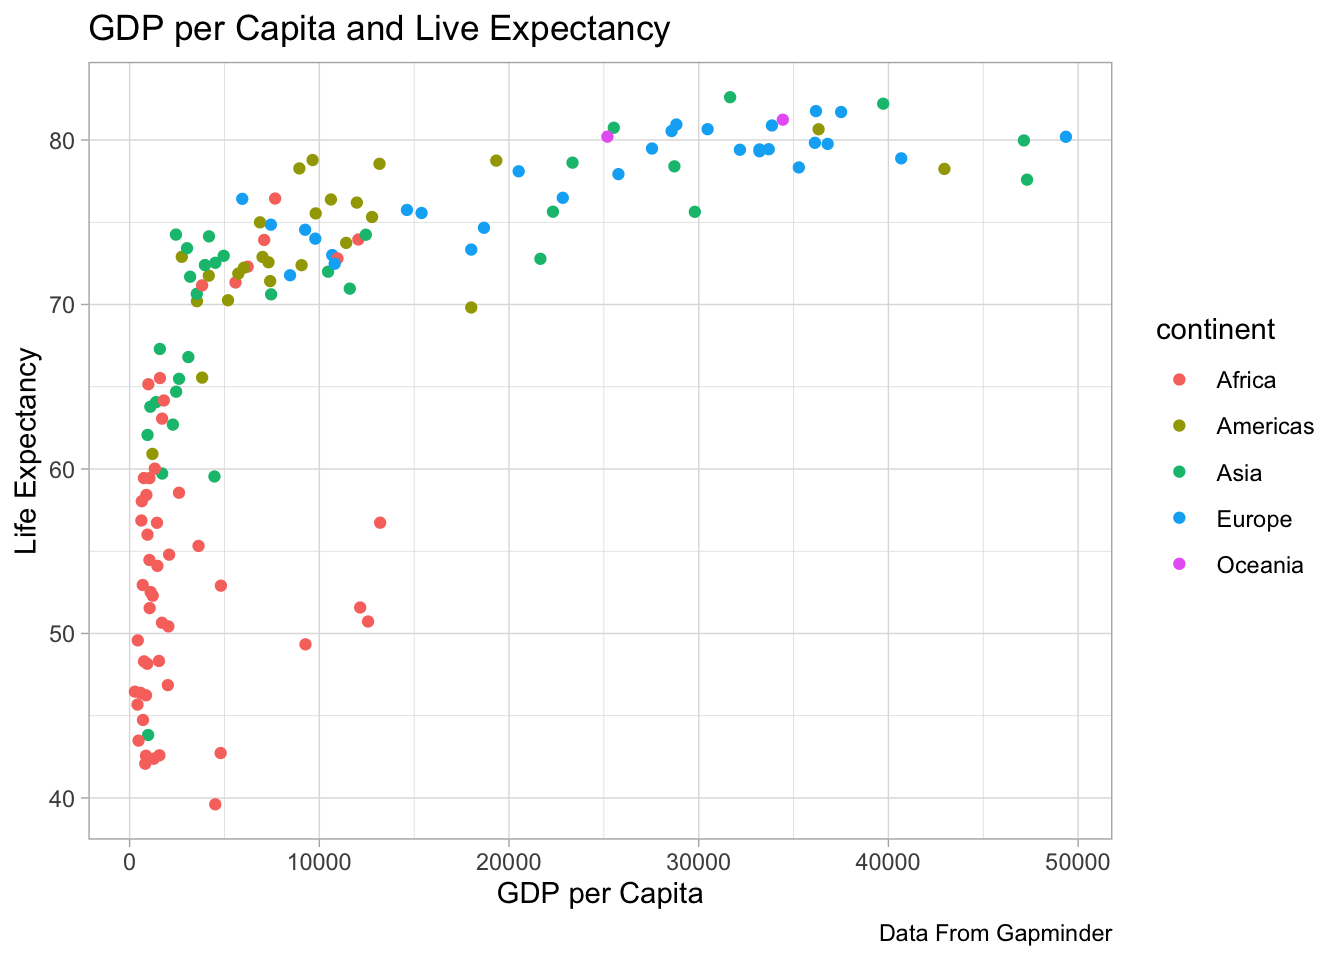 GDP per Capita and Live Expectancy
80
70
60
50
40
Life Expectancy
0 10000 20000 30000 40000 50000
GDP per Capita
continent
Africa
Americas
Asia
Europe
Oceania
Data From Gapminder